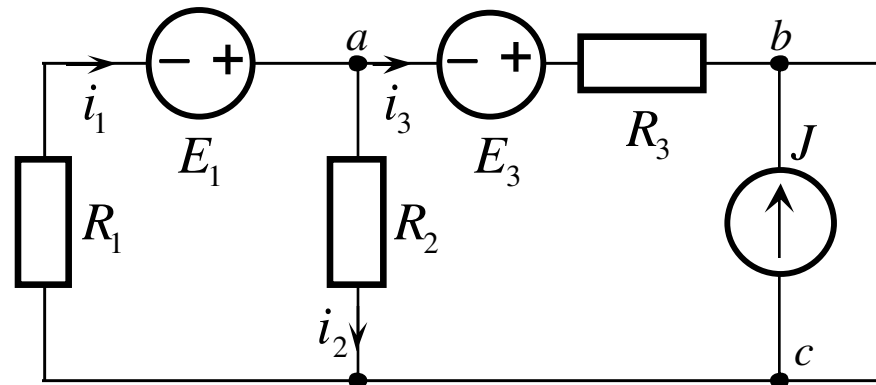 a
b
− +
− +
i₁
i₃
E₁
E₃
R₃
J
R₁
R₂
i₂
c